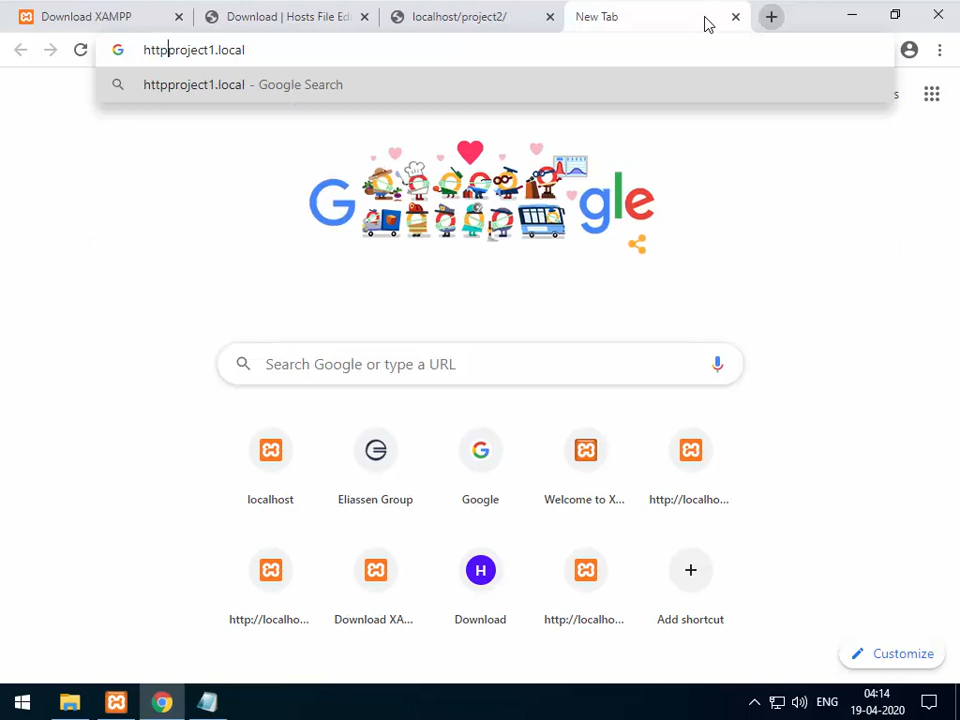 Download XAMPP
Download | Hosts File Edi
localhost/project2/
New Tab
httpproject1.local
httpproject1.local - Google Search
s
G gle
Search Google or type a URL
localhost
Eliassen Group
Google
Welcome to X...
http://localho...
http://localho...
Download XA...
H
Download
http://localho...
Add shortcut
Customize
ENG
04:14
19-04-2020